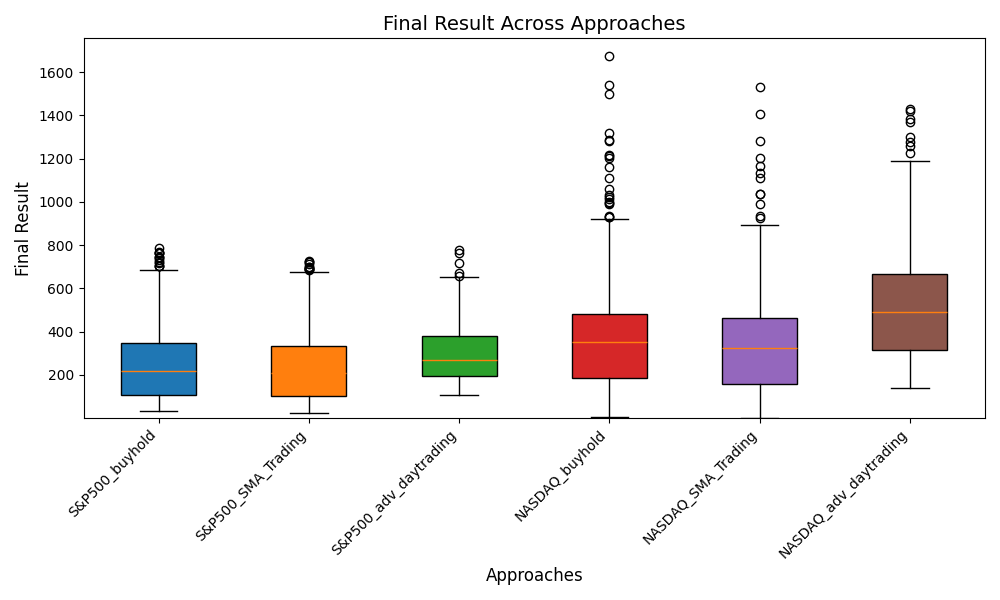 Final Result Across Approaches
Final Result
1600
1400
1200
1000
800
600
400
200
S&P500_buyhold
S&P500_SMA_Trading
S&P500_adv_daytrading
NASDAQ_buyhold
NASDAQ_SMA_Trading
NASDAQ_adv_daytrading
Approaches